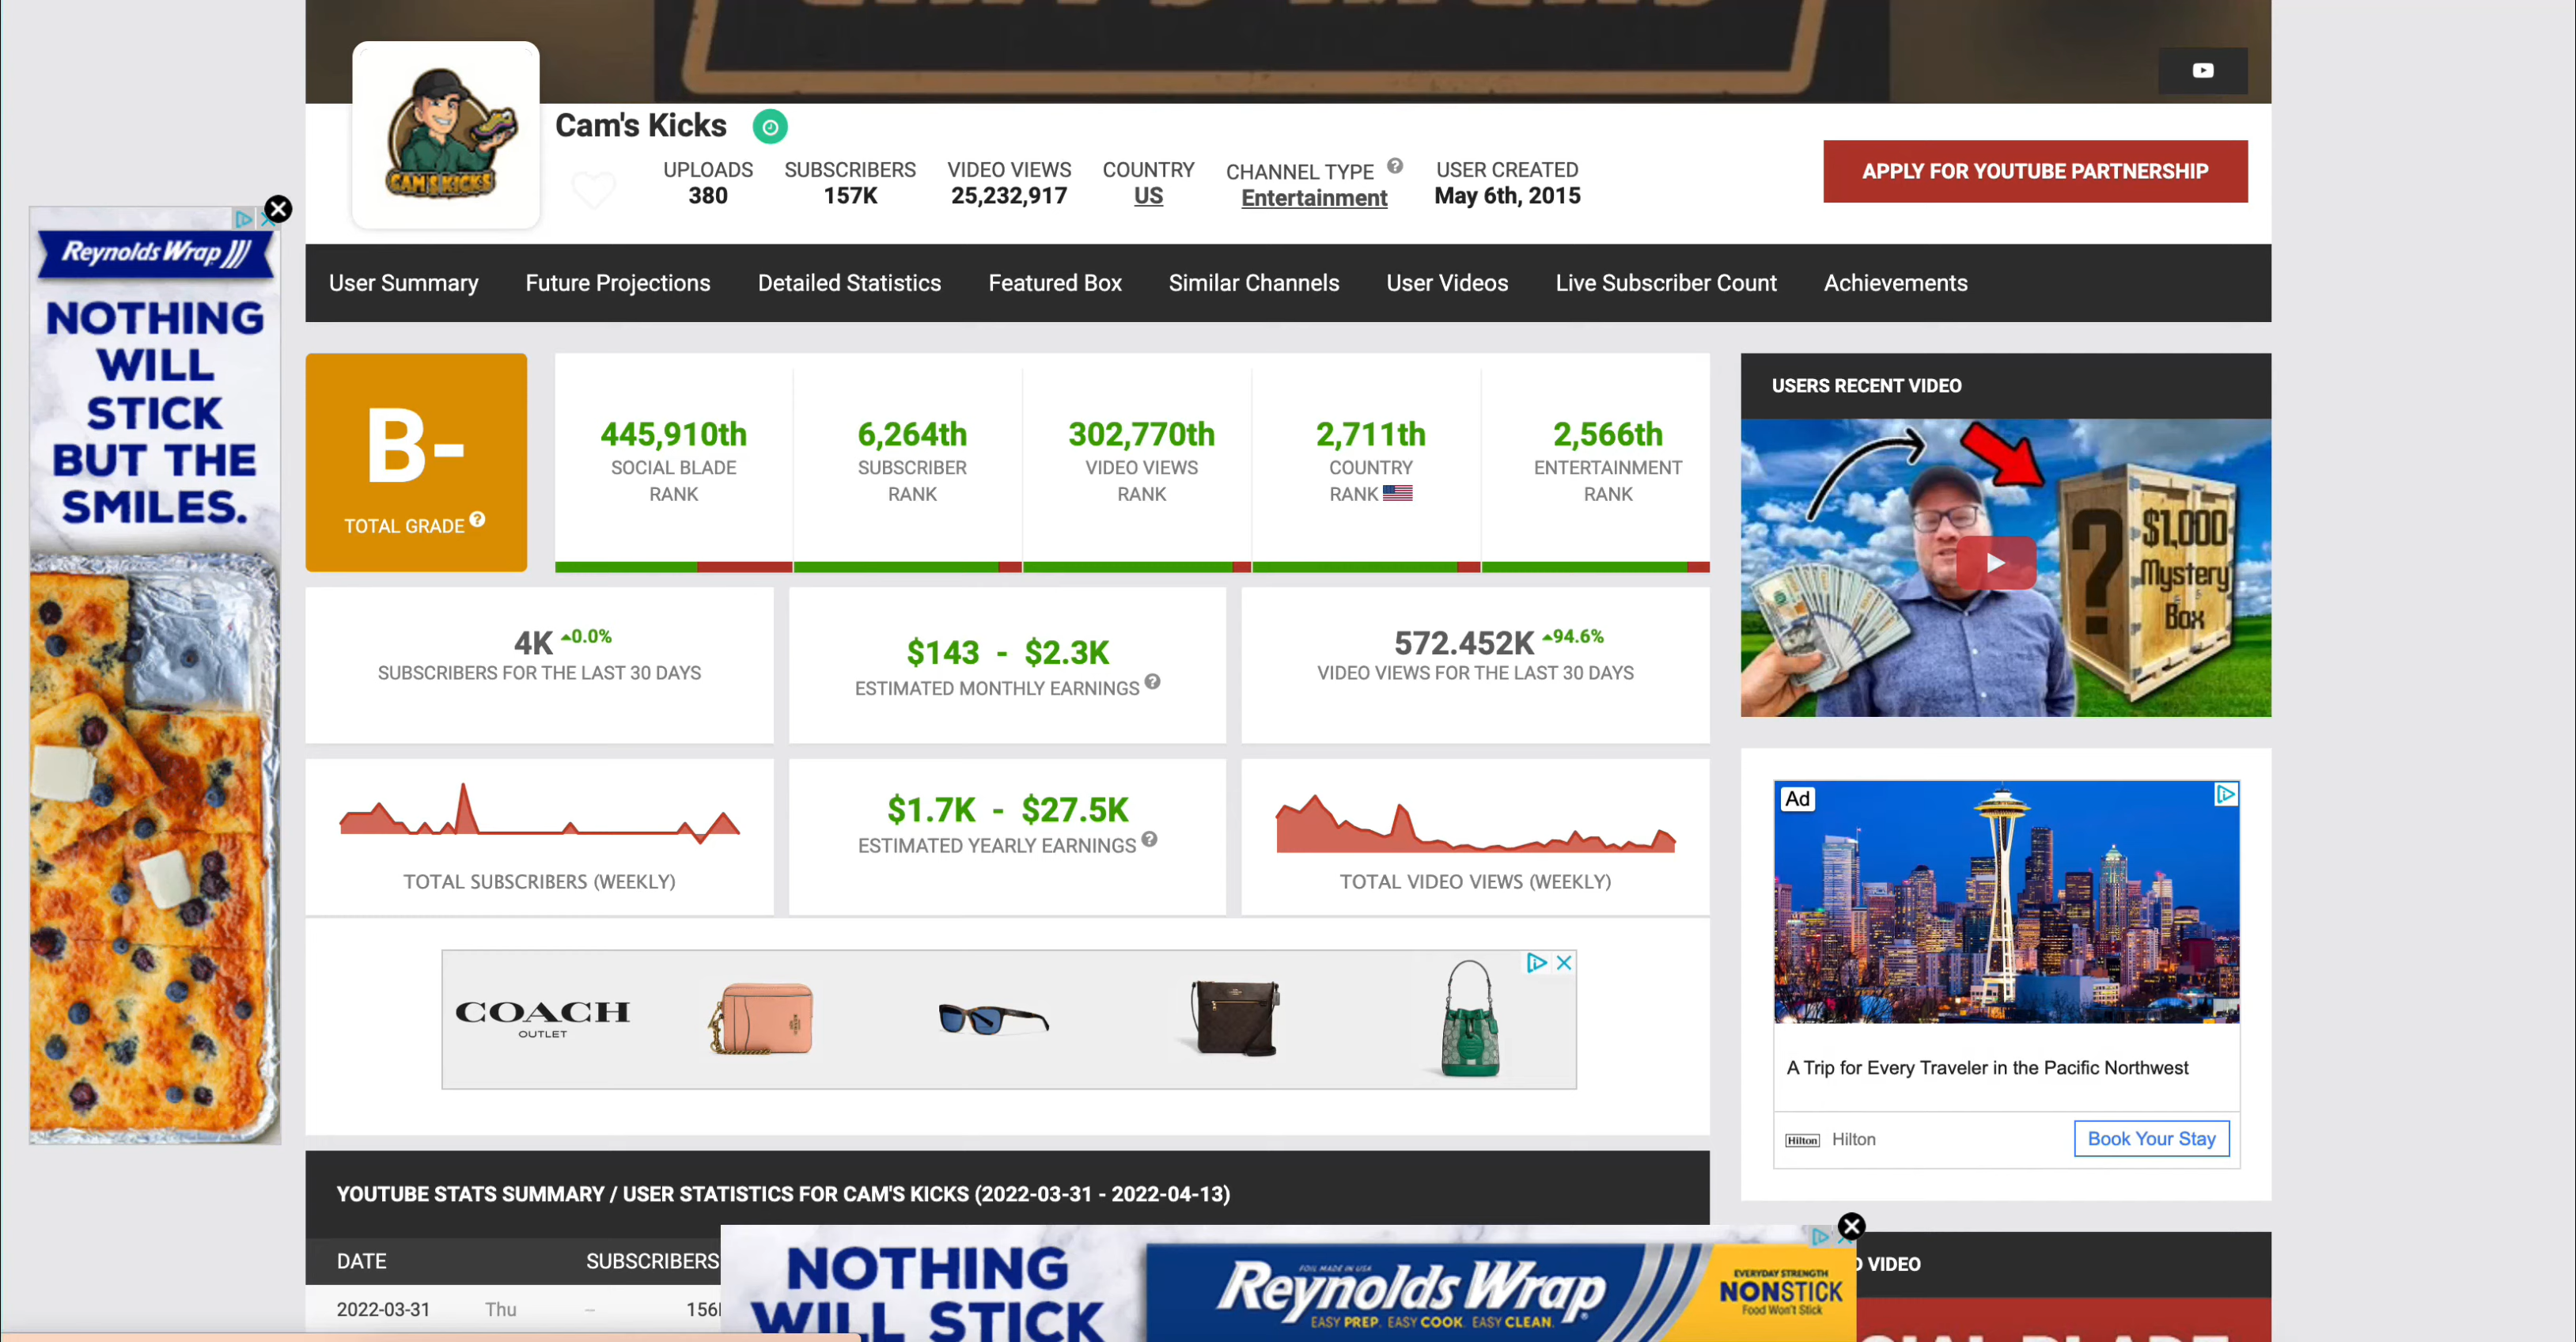 CAM'S KICKS
Cam's Kicks
UPLOADS
380
SUBSCRIBERS
157K
VIDEO VIEWS
25,232,917
COUNTRY
US
CHANNEL TYPE
Entertainment
USER CREATED
May 6th, 2015
APPLY FOR YOUTUBE PARTNERSHIP
Reynolds Wrap
NOTHING
WILL
STICK
BUT THE
SMILES.
User Summary
Future Projections
Detailed Statistics
Featured Box
Similar Channels
User Videos
Live Subscriber Count
Achievements
B-
TOTAL GRADE
445,910th
SOCIAL BLADE
RANK
6,264th
SUBSCRIBER
RANK
302,770th
VIDEO VIEWS
RANK
2,711th
COUNTRY
RANK
2,566th
ENTERTAINMENT
RANK
USERS RECENT VIDEO
?
$1,000
Mystery
Box
4K 0.0%
SUBSCRIBERS FOR THE LAST 30 DAYS
$143 - $2.3K
ESTIMATED MONTHLY EARNINGS
572.452K 94.6%
VIDEO VIEWS FOR THE LAST 30 DAYS
TOTAL SUBSCRIBERS (WEEKLY)
$1.7K - $27.5K
ESTIMATED YEARLY EARNINGS
TOTAL VIDEO VIEWS (WEEKLY)
Ad
A Trip for Every Traveler in the Pacific Northwest
Hilton
Hilton
Book Your Stay
COACH
OUTLET
YOUTUBE STATS SUMMARY / USER STATISTICS FOR CAM'S KICKS (2022-03-31 - 2022-04-13)
DATE
SUBSCRIBERS
2022-03-31
Thu
--
156
NOTHING
WILL STICK
FOIL MADE IN USA
Reynolds Wrap
EASY PREP. EASY COOK. EASY CLEAN.
EVERYDAY STRENGTH
NONSTICK
Food Won't Stick
VIDEO